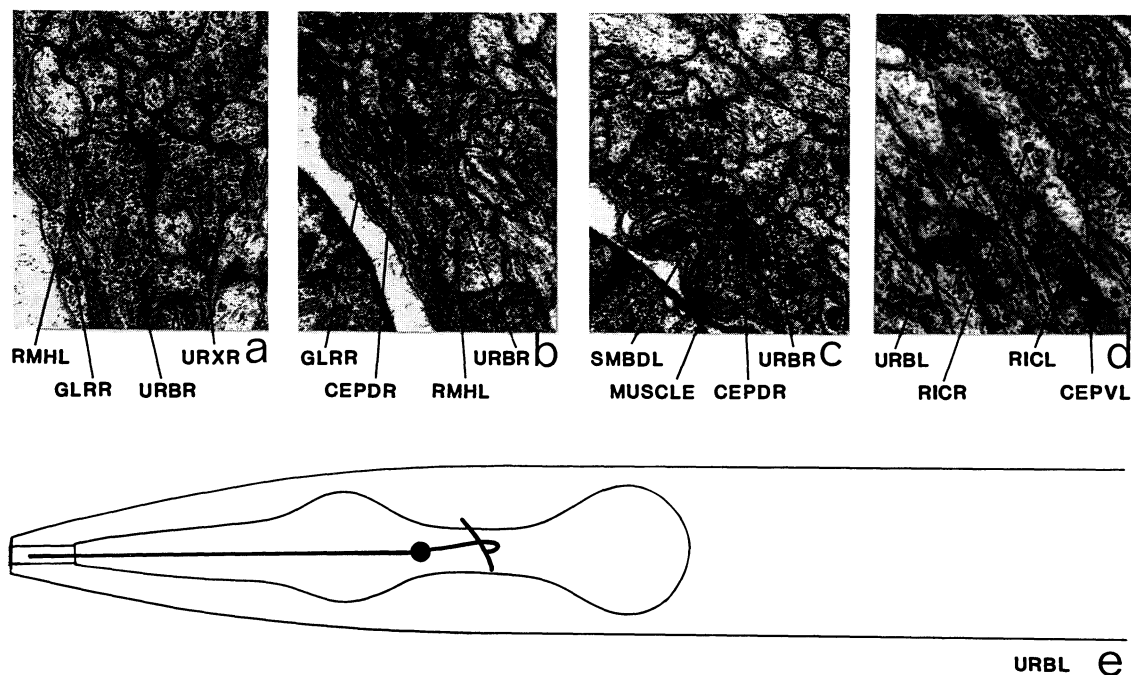 RMHL URXR a
GLRR URBR
GLRR URBR b
CEPDR RMHL
SMBDL URBR c
MUSCLE CEPDR
URBL RICL d
RICR CEPVL
URBL e